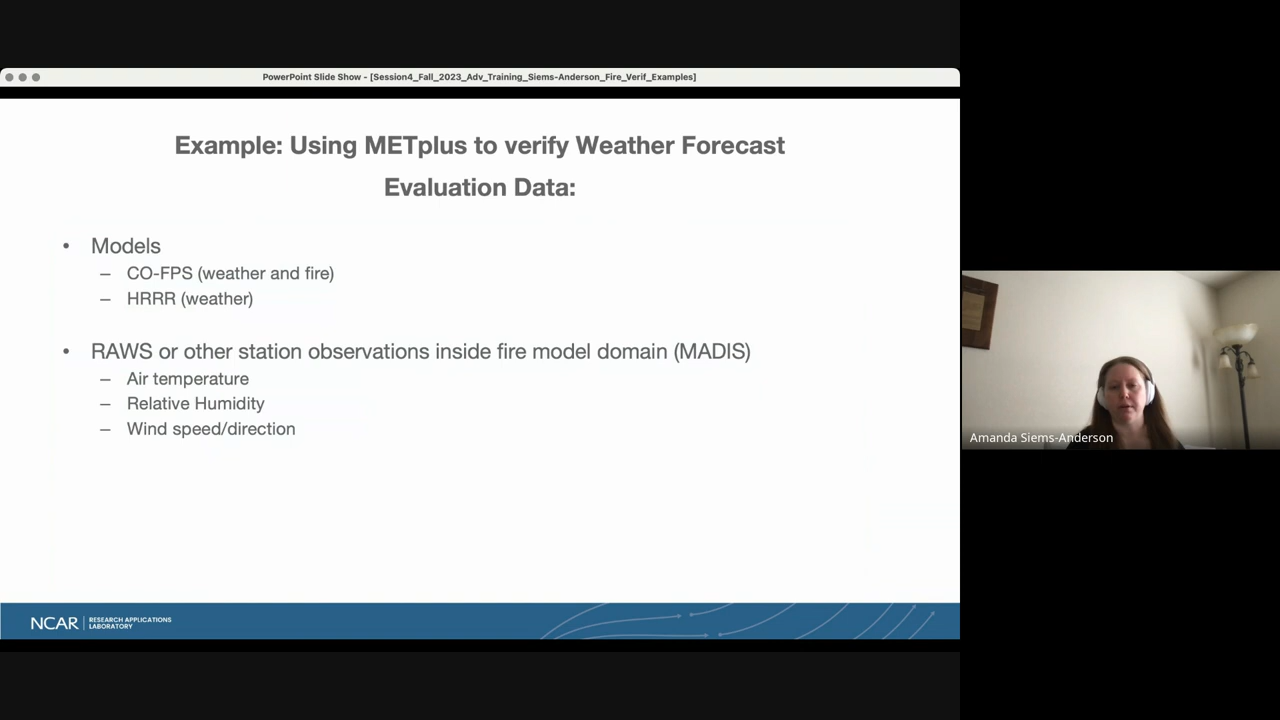 PowerPoint Slide Show - [Session4_Fall_2023_Adv_Training_Siems-Anderson_Fire_Verif_Examples]
Example: Using METplus to verify Weather Forecast
Evaluation Data:
• Models
– CO-FPS (weather and fire)
– HRRR (weather)
• RAWS or other station observations inside fire model domain (MADIS)
– Air temperature
– Relative Humidity
– Wind speed/direction
Amanda Siems-Anderson
NCAR
RESEARCH APPLICATIONS
LABORATORY